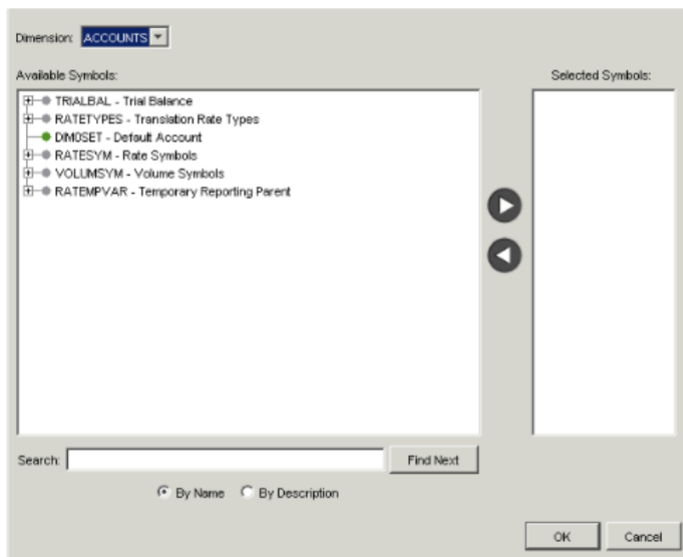 Dimension: ACCOUNTS
Available Symbols:
Selected Symbols:
TRIALBAL - Trial Balance
RATETYPES - Translation Rate Types
DIM0SET - Default Account
RATESYM - Rate Symbols
VOLUMSYM - Volume Symbols
RATEMPVAR - Temporary Reporting Parent
Search: Find Next
By Name By Description
OK Cancel